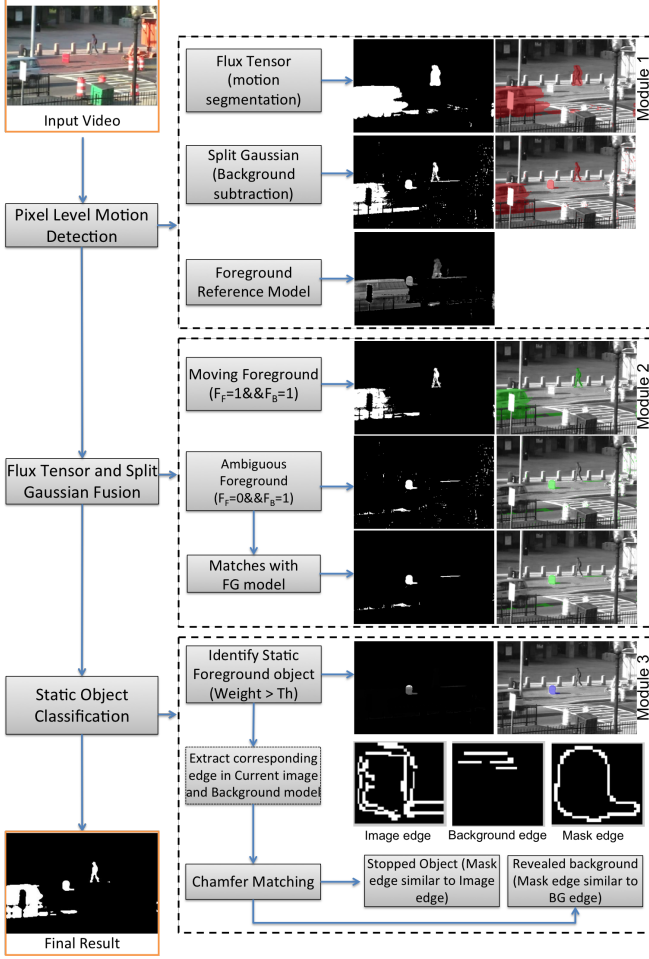 Input Video
Pixel Level Motion
Detection
Flux Tensor and Split
Gaussian Fusion
Static Object
Classification
Final Result
Flux Tensor
(motion
segmentation)
Split Gaussian
(Background
subtraction)
Foreground
Reference Model
Module 1
Moving Foreground
(F_F=1&&F_B=1)
Ambiguous
Foreground
(F_F=0&&F_B=1)
Matches with
FG model
Module 2
Identify Static
Foreground object
(Weight > Th)
Extract corresponding
edge in Current image
and Background model
Image edge
Background edge
Mask edge
Chamfer Matching
Stopped Object (Mask
edge similar to Image
edge)
Revealed background
(Mask edge similar to
BG edge)
Module 3